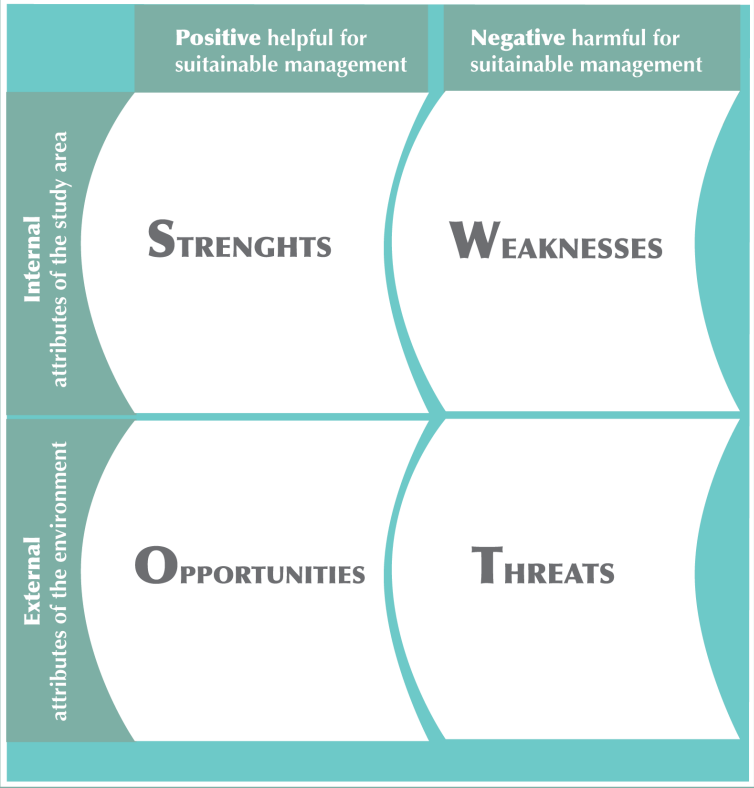 Positive helpful for
suitainable management
Negative harmful for
suitainable management
Internal
attributes of the study area
STRENGHTS
WEAKNESSES
External
attributes of the environment
OPPORTUNITIES
THREATS